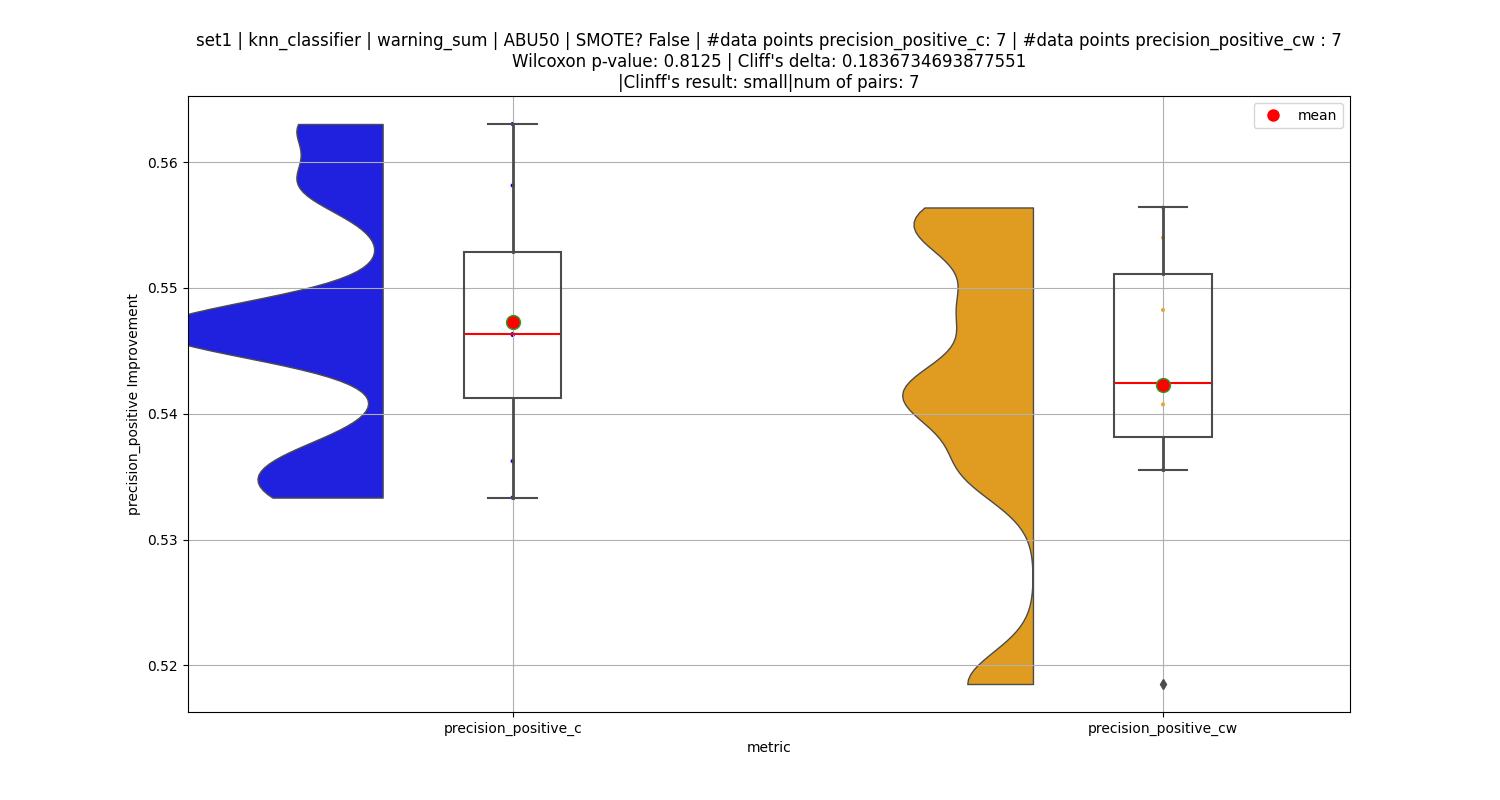 set1 | knn_classifier | warning_sum | ABU50 | SMOTE? False | #data points precision_positive_c: 7 | #data points precision_positive_cw : 7
Wilcoxon p-value: 0.8125 | Cliff's delta: 0.1836734693877551
|Clinff's result: small|num of pairs: 7
mean
0.56
0.55
0.54
0.53
0.52
precision_positive Improvement
precision_positive_c
precision_positive_cw
metric